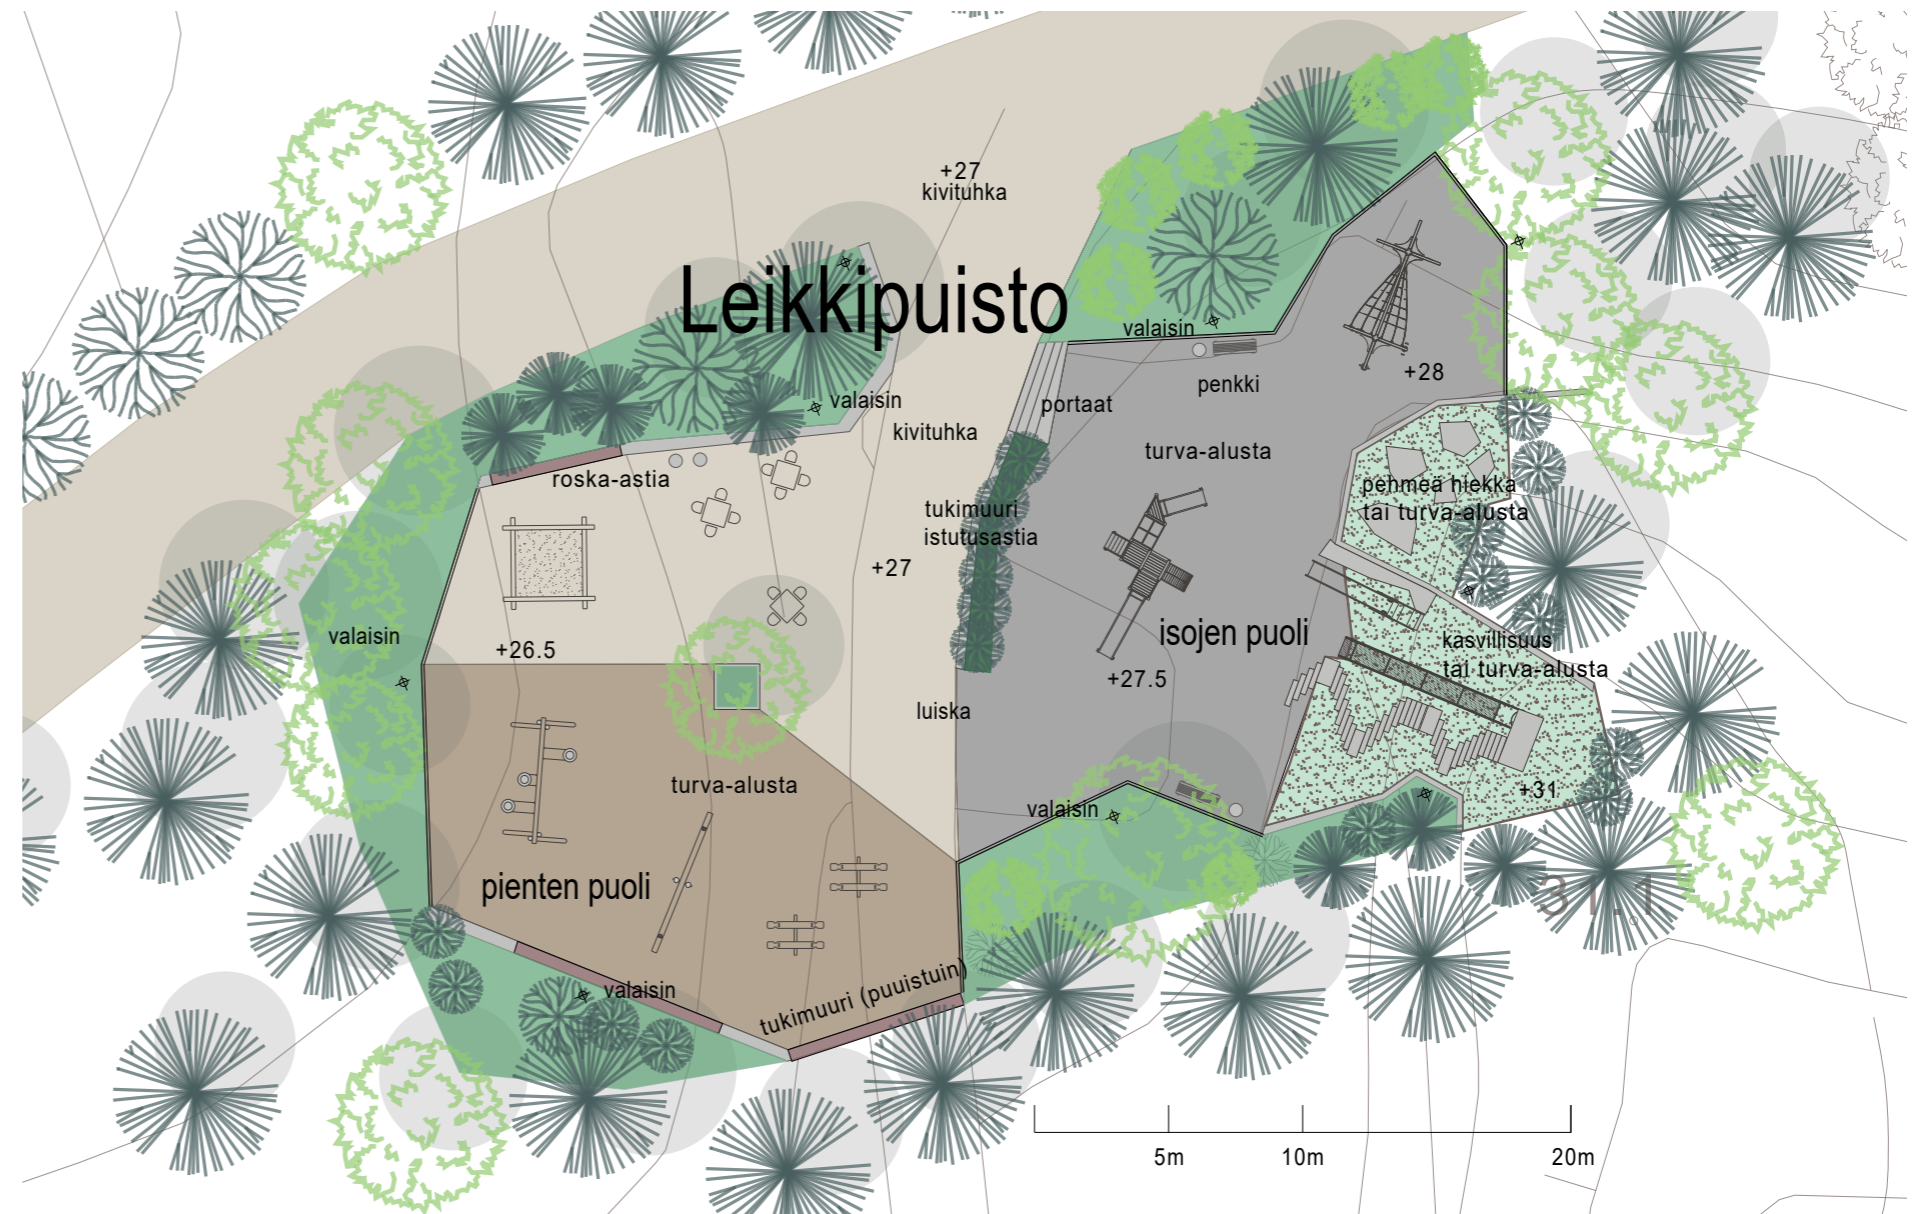 +27
kivituhka
Leikkipuisto
valaisin
penkki
+28
valaisin
portaat
kivituhka
turva-alusta
roska-astia
pehmeä hiekka
tai turva-alusta
tukimuuri
istutusastia
+27
valaisin
+26.5
isojen puoli
kasvillisuus
tai turva-alusta
+27.5
luiska
turva-alusta
valaisin
+31
pienten puoli
31.1
valaisin
tukimuuri (puuistuin)
5m
10m
20m